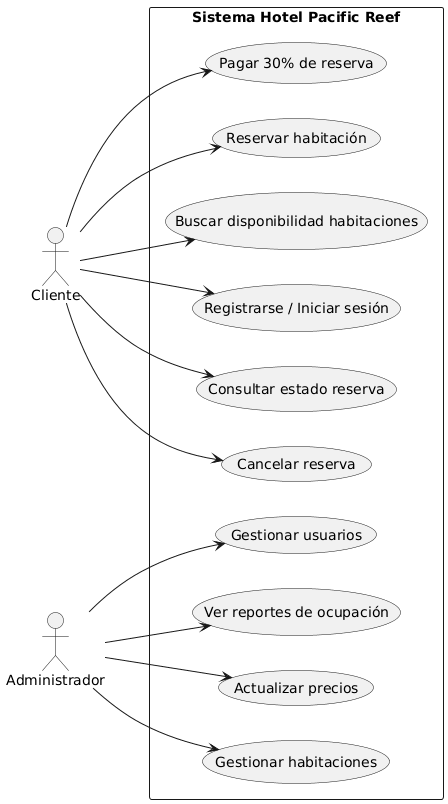 Sistema Hotel Pacific Reef
Pagar 30% de reserva
Reservar habitación
Buscar disponibilidad habitaciones
Cliente
Registrarse / Iniciar sesión
Consultar estado reserva
Cancelar reserva
Gestionar usuarios
Ver reportes de ocupación
Administrador
Actualizar precios
Gestionar habitaciones